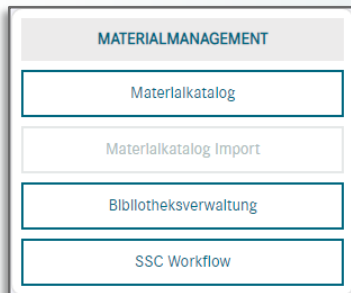 MATERIALMANAGEMENT
Materialkatalog
Materialkatalog Import
Bibliotheksverwaltung
SSC Workflow